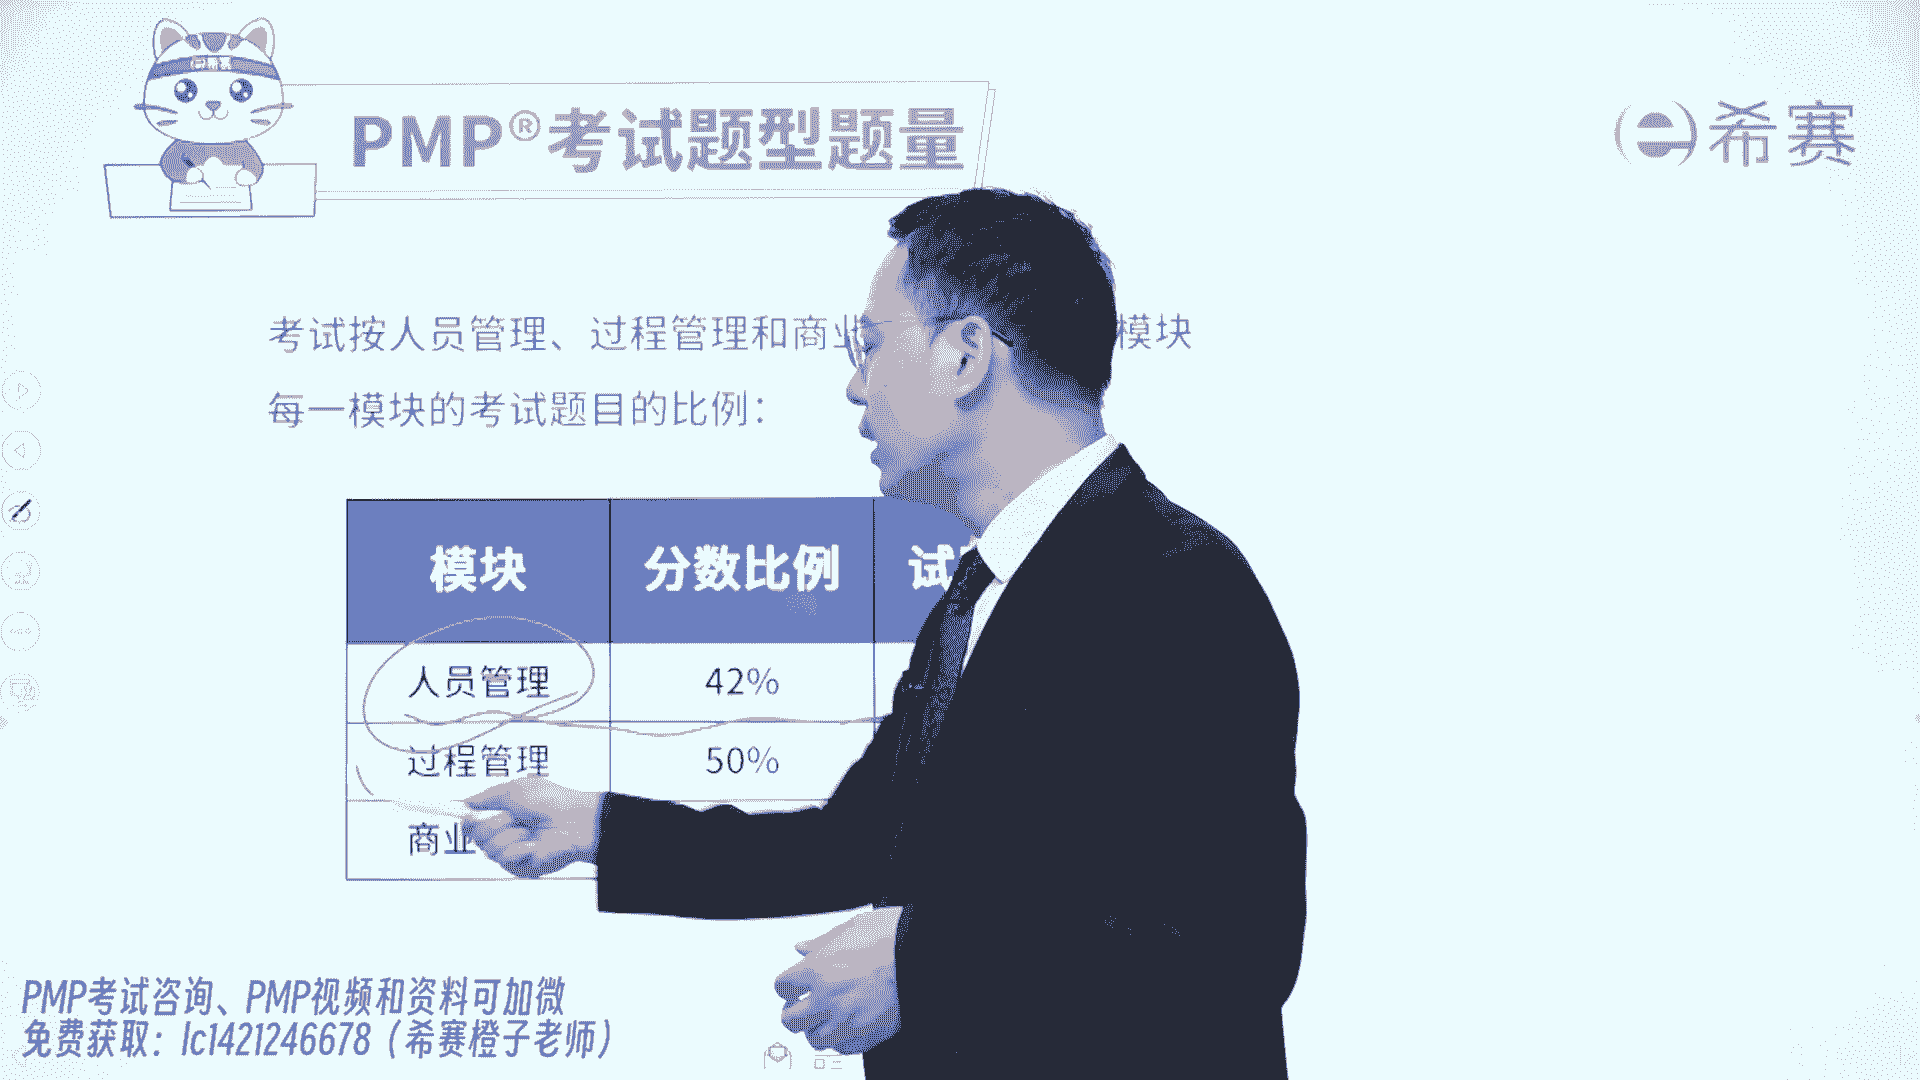 希赛
PMP®考试题型题量
希赛
考试按人员管理、过程管理和商业 模块
每一模块的考试题目的比例：
模块 分数比例 试
人员管理 42%
过程管理 50%
商业
PMP考试咨询、PMP视频和资料可加微
免费获取：lc1421246678（希赛橙子老师）